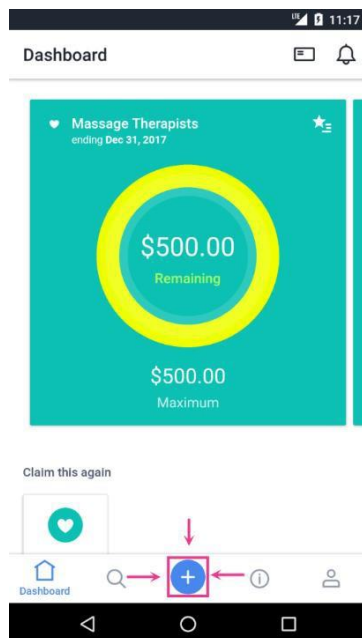 LTE 11:17
Dashboard
Massage Therapists
ending Dec 31, 2017
$500.00
Remaining
$500.00
Maximum
Claim this again
Dashboard